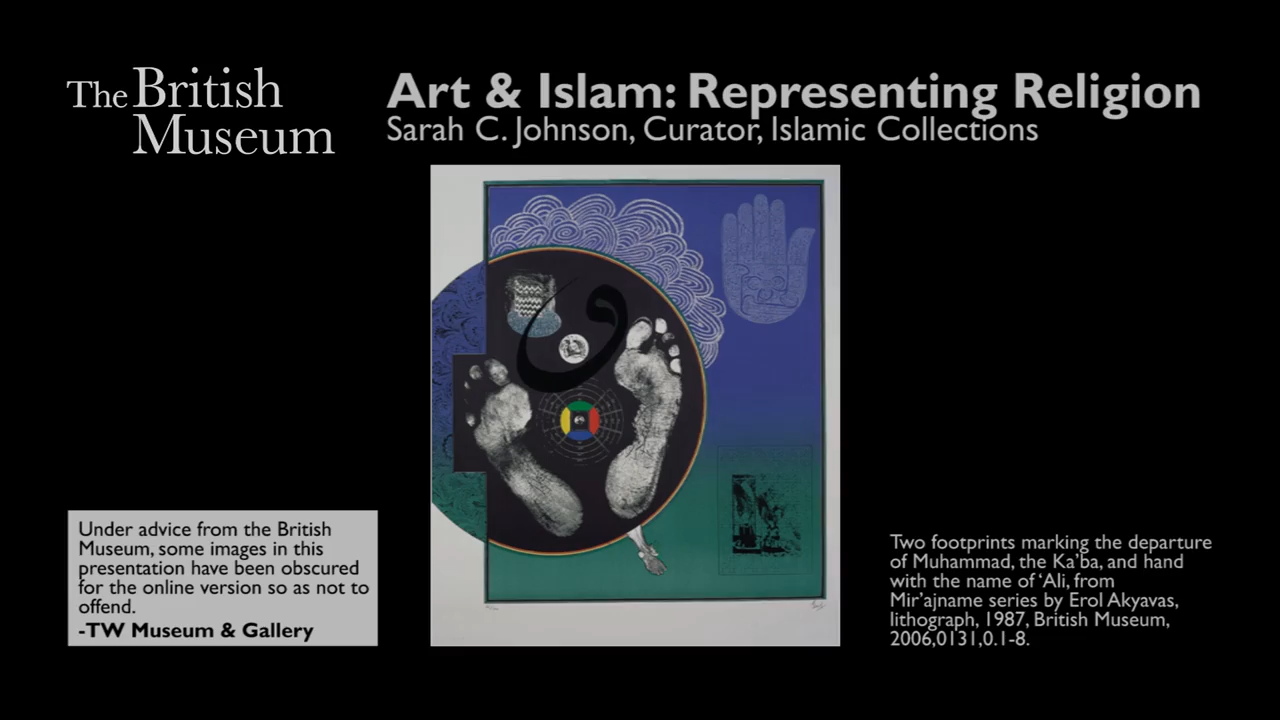 The British
Museum
Art & Islam: Representing Religion
Sarah C. Johnson, Curator, Islamic Collections
Under advice from the British
Museum, some images in this
presentation have been obscured
for the online version so as not to
offend.
-TW Museum & Gallery
Two footprints marking the departure
of Muhammad, the Ka'ba, and hand
with the name of ‘Ali, from
Mir'ajname series by Erol Akyavas,
lithograph, 1987, British Museum,
2006,0131,0.1-8.